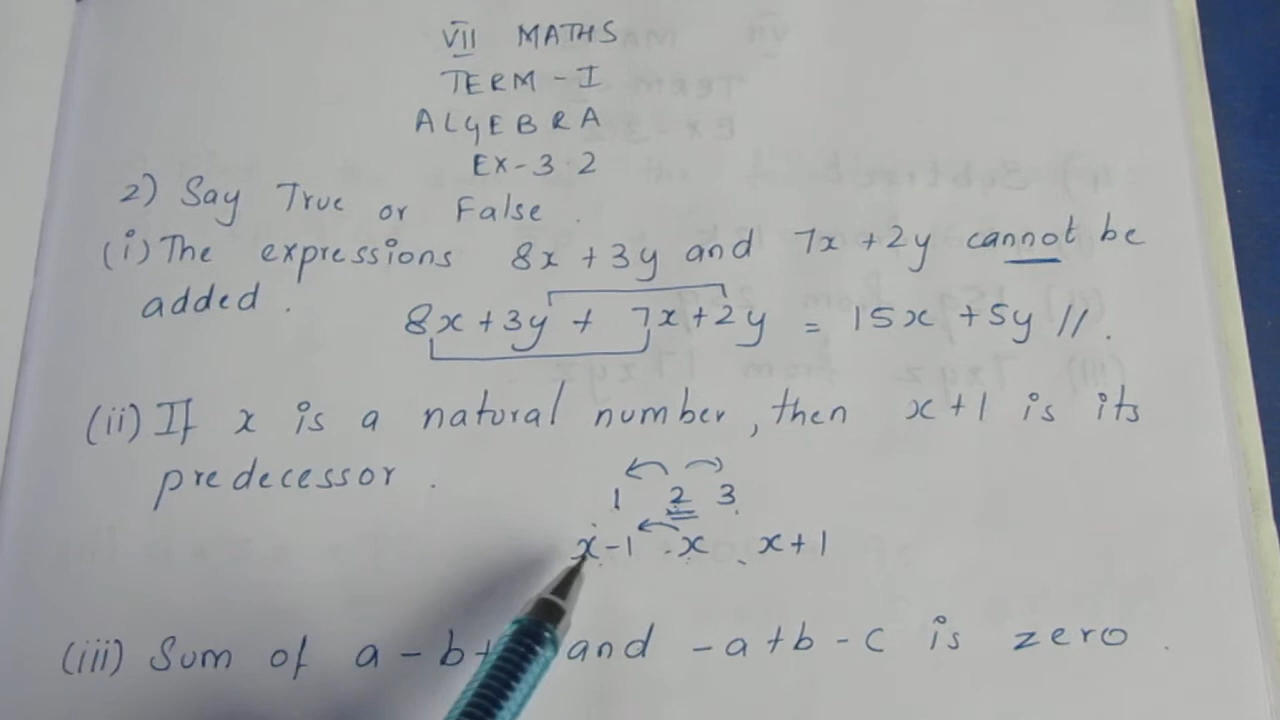 VII MATHS
TERM - I
ALGEBRA
EX-3.2
2) Say True or False.
(i) The expressions 8x + 3y and 7x + 2y cannot be
added.
8x + 3y + 7x + 2y = 15x + 5y //.
(ii) If x is a natural number, then x + 1 is its
predecessor.
1 2 3
x - 1 x x + 1
(iii) Sum of a - b + and - a + b - c is zero.